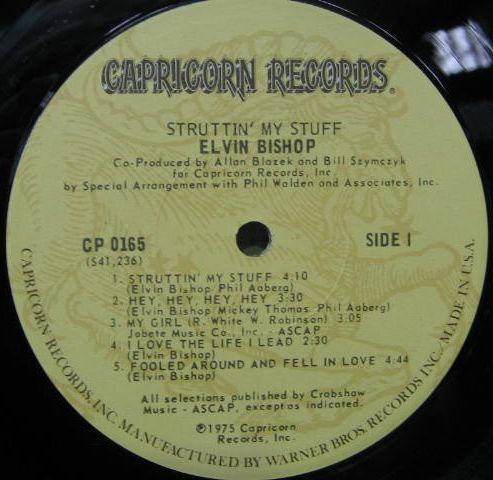 CAPRICORN RECORDS®
STRUTTIN' MY STUFF
ELVIN BISHOP
Co-Produced by Allan Blazek and Bill Szymczyk
for Capricorn Records, Inc.
by Special Arrangement with Phil Walden and Associates, Inc.
CP 0165
SIDE I
(S41,236)
1. STRUTTIN' MY STUFF 4:10
(Elvin Bishop/Phil Aaberg)
2. HEY, HEY, HEY, HEY 3:30
(Elvin Bishop/Mickey Thomas/Phil Aaberg)
3. MY GIRL (R. White W. Robinson) 3:05
Jobete Music Co., Inc. - ASCAP
4. I LOVE THE LIFE I LEAD 2:30
(Elvin Bishop)
5. FOOLED AROUND AND FELL IN LOVE 4:44
(Elvin Bishop)
All selections published by Crabshaw
Music - ASCAP, except as indicated.
℗1975 Capricorn
Records, Inc.
CAPRICORN RECORDS, INC. MANUFACTURED BY WARNER BROS. RECORDS INC. MADE IN U.S.A.